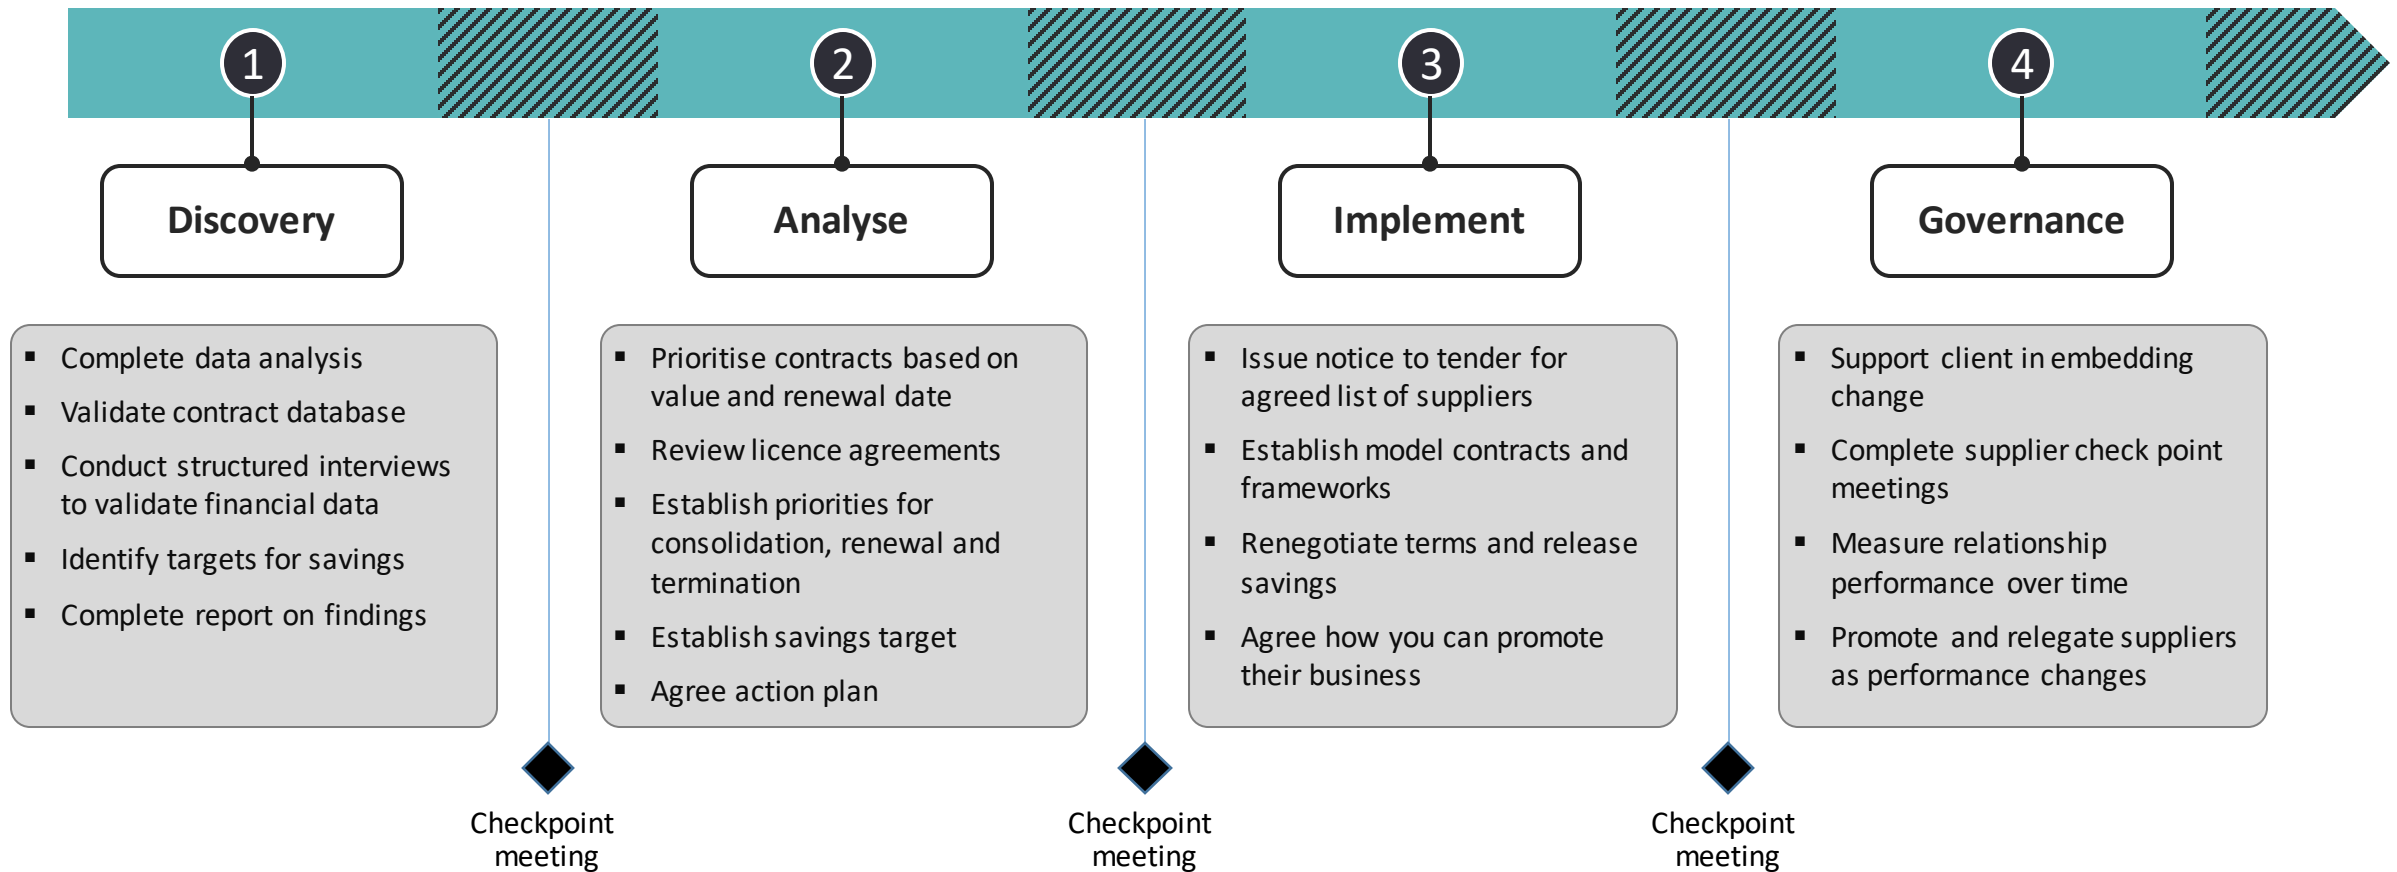 1
2
3
4
Discovery
Analyse
Implement
Governance
▪ Complete data analysis
▪ Validate contract database
▪ Conduct structured interviews
to validate financial data
▪ Identify targets for savings
▪ Complete report on findings
▪ Prioritise contracts based on
value and renewal date
▪ Review licence agreements
▪ Establish priorities for
consolidation, renewal and
termination
▪ Establish savings target
▪ Agree action plan
▪ Issue notice to tender for
agreed list of suppliers
▪ Establish model contracts and
frameworks
▪ Renegotiate terms and release
savings
▪ Agree how you can promote
their business
▪ Support client in embedding
change
▪ Complete supplier check point
meetings
▪ Measure relationship
performance over time
▪ Promote and relegate suppliers
as performance changes
Checkpoint
meeting
Checkpoint
meeting
Checkpoint
meeting